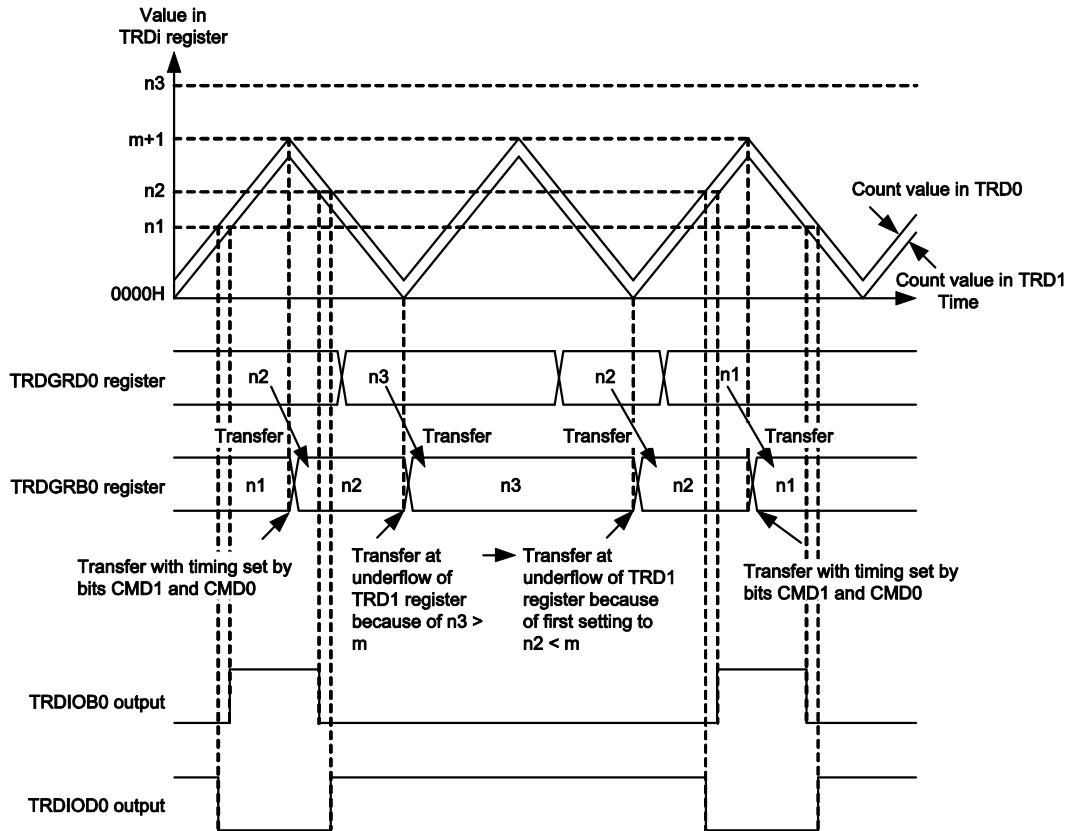 Value in
TRDi register
n3
m+1
n2
n1
0000H
Count value in TRD0
Count value in TRD1
Time
TRDGRD0 register
n2
n3
n2
n1
Transfer
Transfer
Transfer
Transfer
TRDGRB0 register
n1
n2
n3
n2
n1
Transfer with timing set by
bits CMD1 and CMD0
Transfer at
underflow of
TRD1 register
because of n3 >
m
Transfer at
underflow of TRD1
register because
of first setting to
n2 < m
Transfer with timing set by
bits CMD1 and CMD0
TRDIOB0 output
TRDIOD0 output